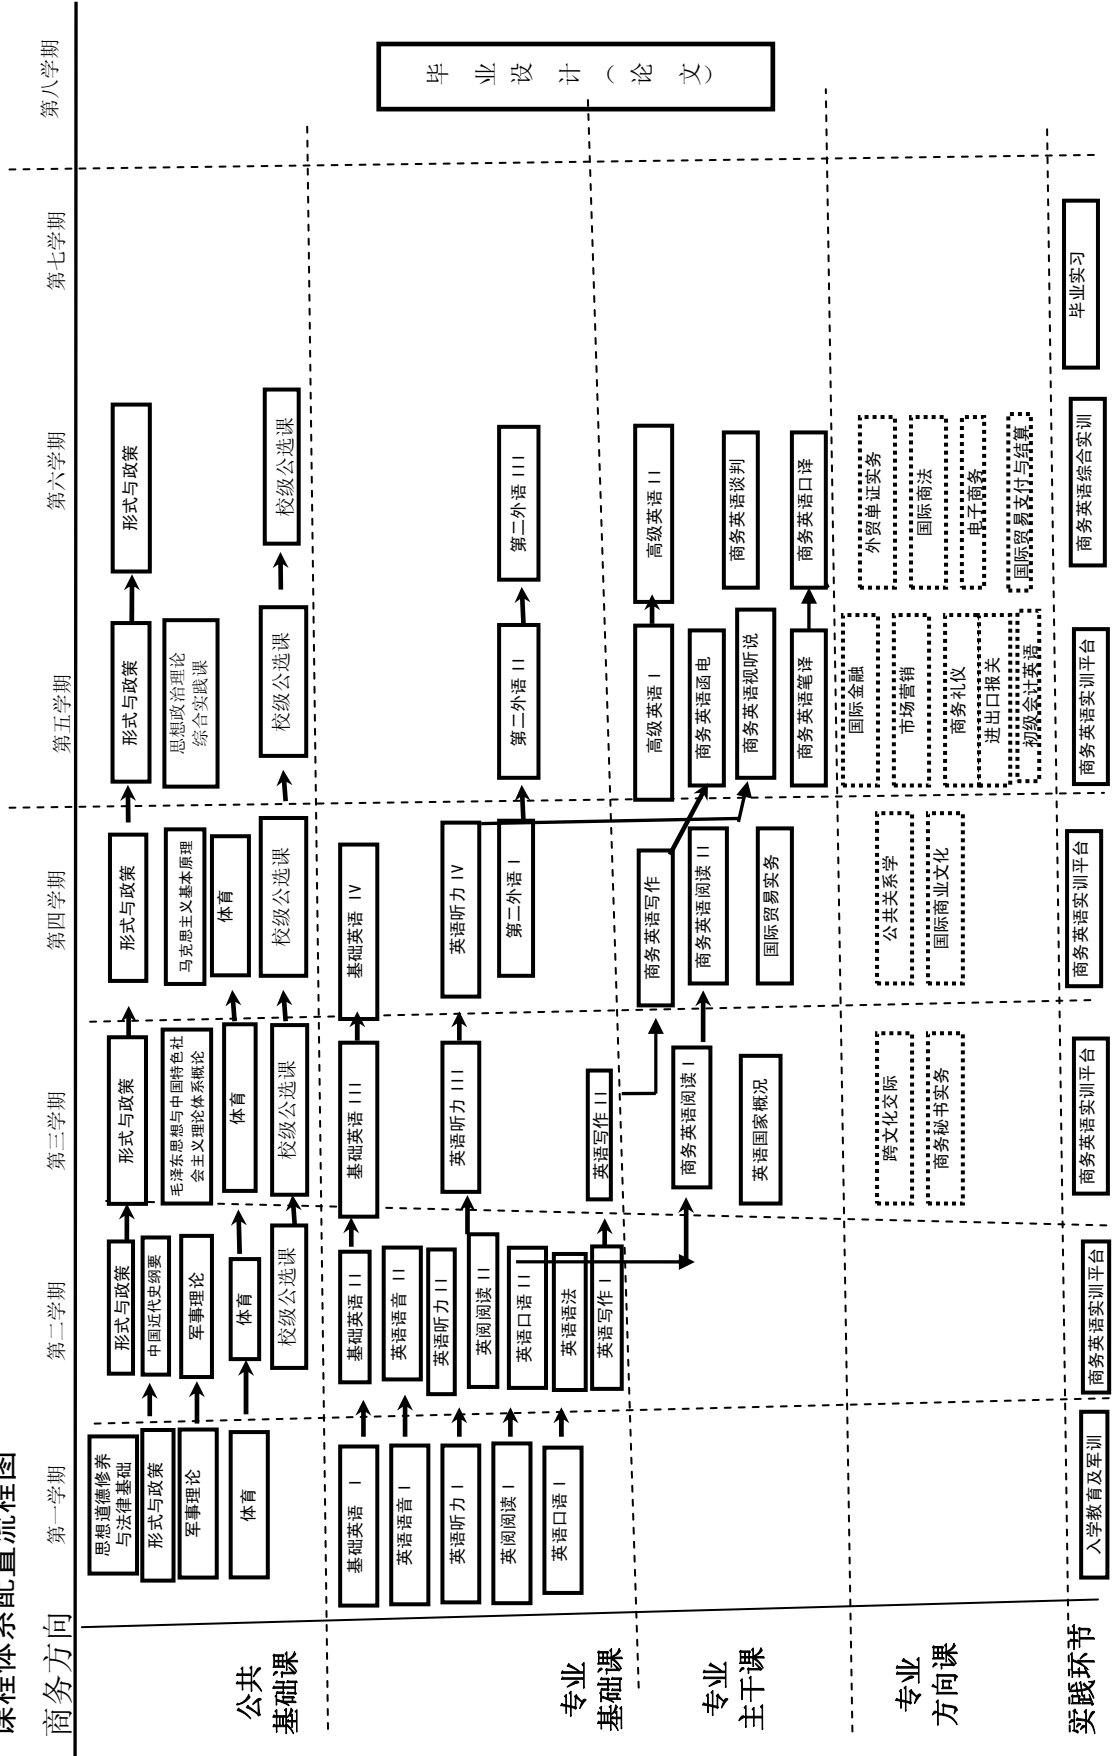 课程体系配置流程图
商务方向
第一学期
第二学期
第三学期
第四学期
第五学期
第六学期
第七学期
第八学期
公共
基础课
思想道德修养
与法律基础
形式与政策
军事理论
体育
形式与政策
中国近代史纲要
军事理论
体育
校级公选课
形式与政策
毛泽东思想与中国特色社
会主义理论体系概论
体育
校级公选课
形式与政策
马克思主义基本原理
体育
校级公选课
形式与政策
思想政治理论
综合实践课
校级公选课
形式与政策
校级公选课
专业
基础课
基础英语 I
英语语音 I
英语听力 I
英阅阅读 I
英语口语 I
基础英语 II
英语语音 II
英语听力 II
英阅阅读 II
英语口语 II
英语语法
英语写作 I
基础英语 III
英语听力 III
英语写作 II
基础英语 IV
英语听力 IV
第二外语 I
第二外语 II
第二外语 III
毕 业 设 计 ( 论 文)
专业
主干课
商务英语阅读 I
英语国家概况
商务英语写作
商务英语阅读 II
国际贸易实务
高级英语 I
商务英语函电
商务英语视听说
商务英语笔译
高级英语 II
商务英语谈判
商务英语口译
专业
方向课
跨文化交际
商务秘书实务
公共关系学
国际商业文化
国际金融
市场营销
商务礼仪
进出口报关
初级会计英语
外贸单证实务
国际商法
电子商务
国际贸易支付与结算
实践环节
入学教育及军训
商务英语实训平台
商务英语实训平台
商务英语实训平台
商务英语实训平台
商务英语综合实训
毕业实习